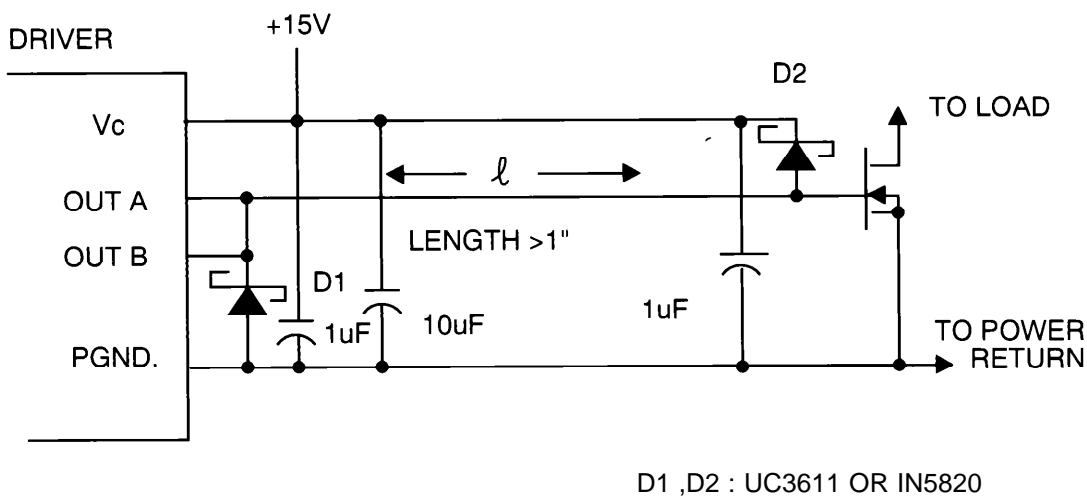 +15V
DRIVER
D2
Vc
TO LOAD
ℓ
OUT A
LENGTH >1"
OUT B
D1
1uF
10uF
1uF
PGND.
TO POWER
RETURN
D1 ,D2 : UC3611 OR IN5820